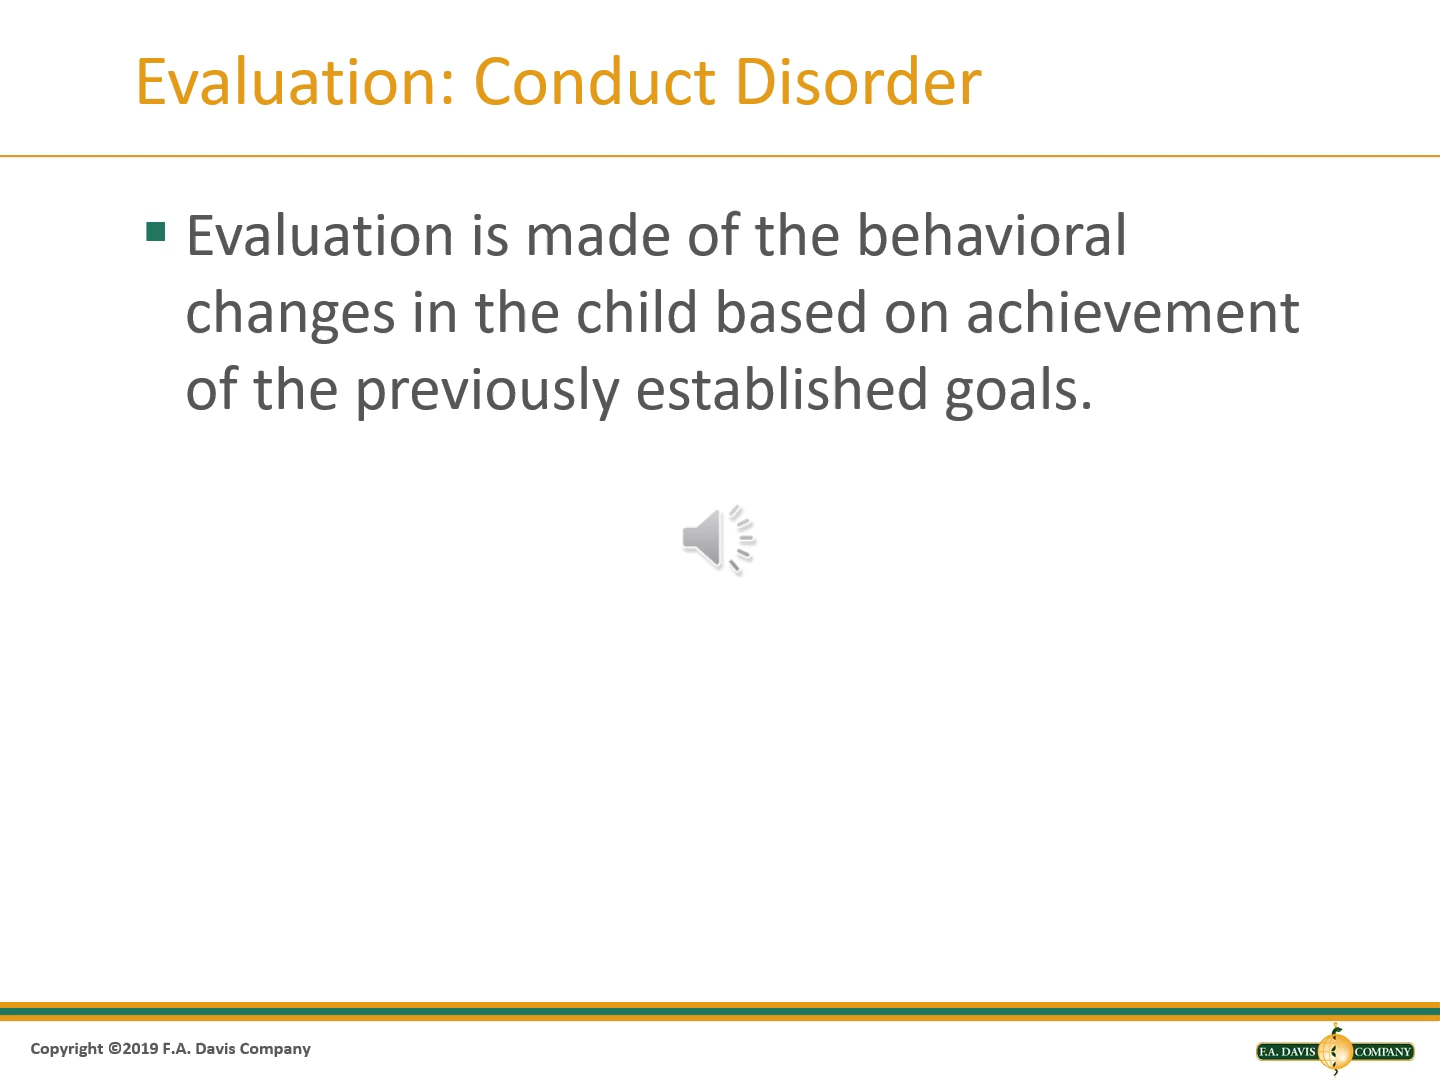 Evaluation: Conduct Disorder
▪ Evaluation is made of the behavioral
changes in the child based on achievement
of the previously established goals.
Copyright ©2019 F.A. Davis Company
F.A. DAVIS COMPANY